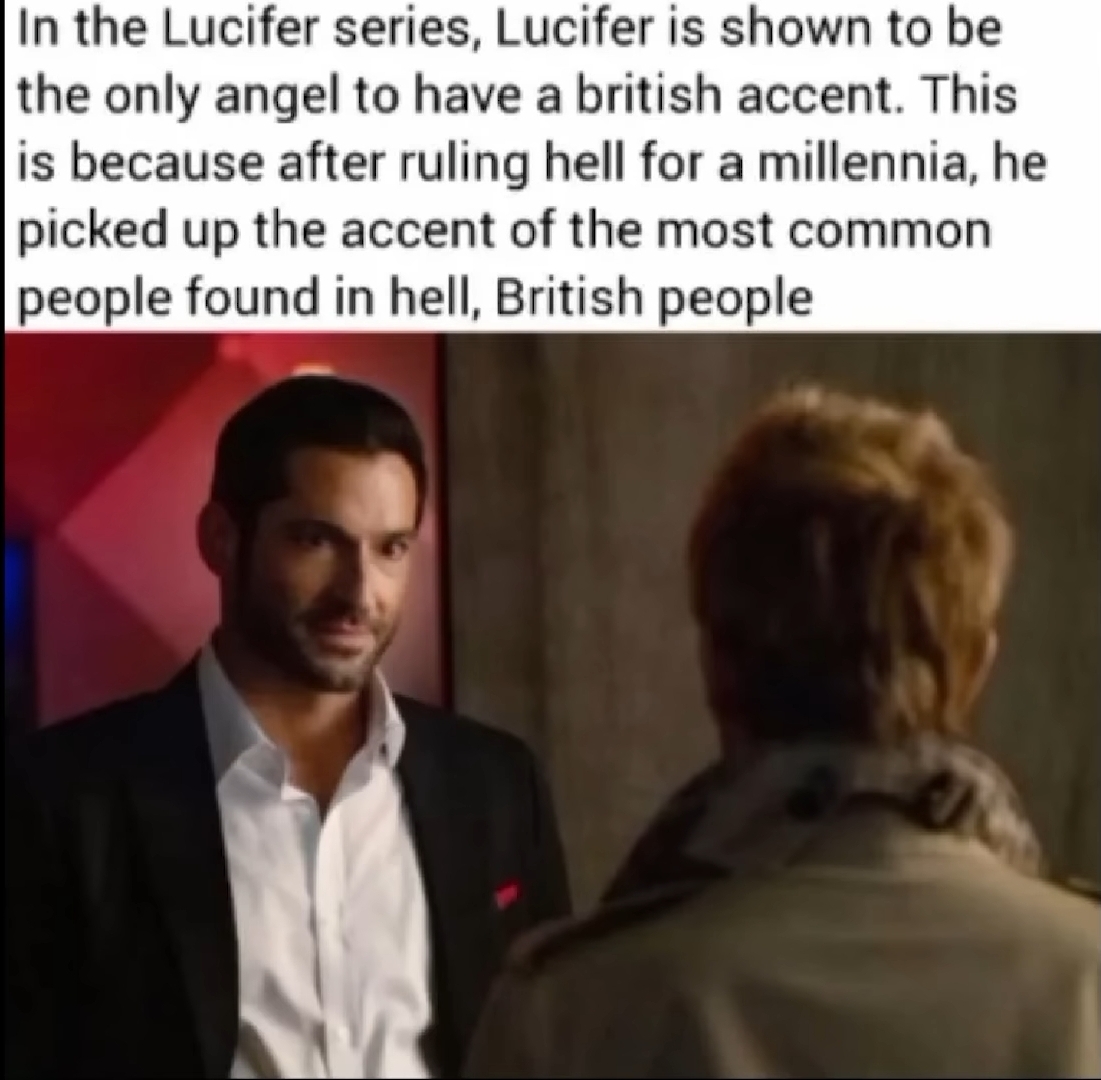 In the Lucifer series, Lucifer is shown to be
the only angel to have a british accent. This
is because after ruling hell for a millennia, he
picked up the accent of the most common
people found in hell, British people